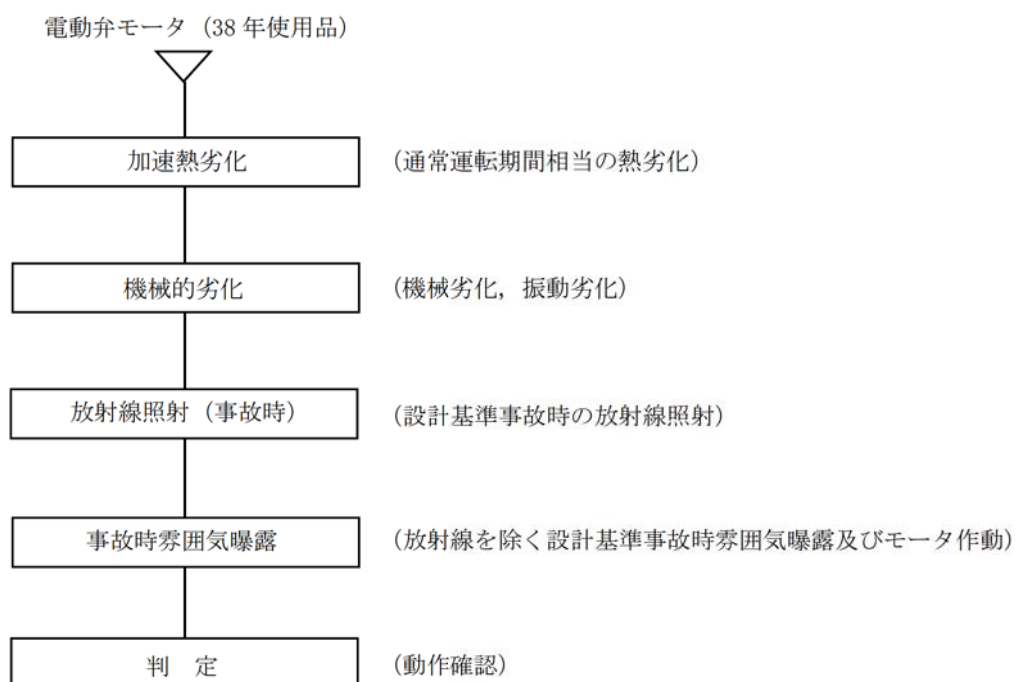 電動弁モータ（38 年使用品）
加速熱劣化 （通常運転期間相当の熱劣化）
機械的劣化 （機械劣化，振動劣化）
放射線照射（事故時） （設計基準事故時の放射線照射）
事故時雰囲気曝露 （放射線を除く設計基準事故時雰囲気曝露及びモータ作動）
判　定 （動作確認）